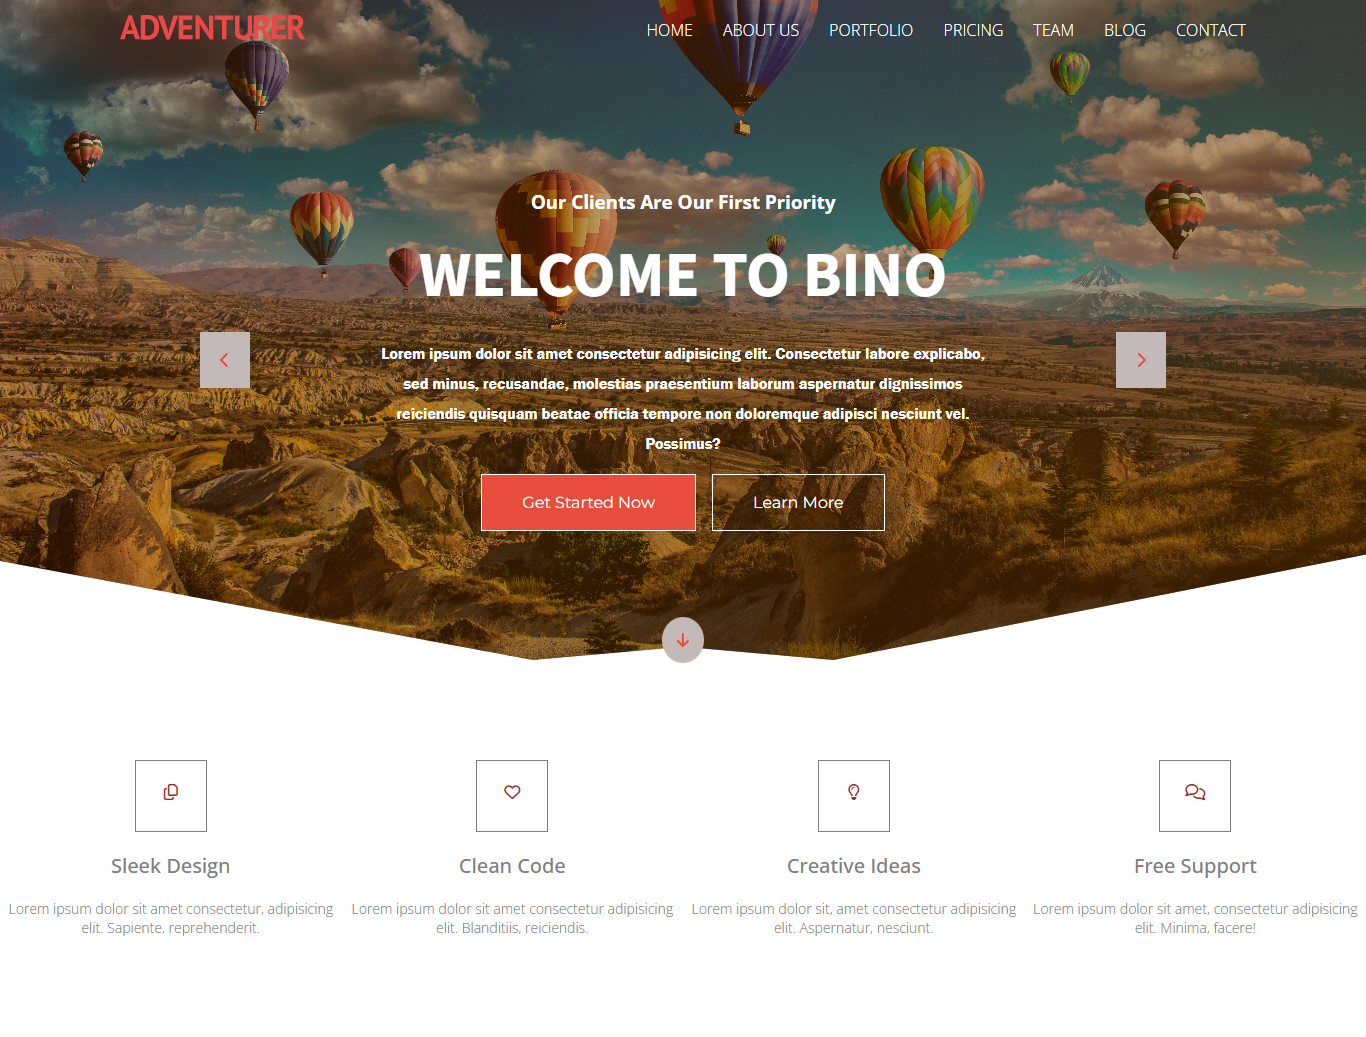 ADVENTURER
HOME ABOUT US PORTFOLIO PRICING TEAM BLOG CONTACT
Our Clients Are Our First Priority
WELCOME TO BINO
Lorem ipsum dolor sit amet consectetur adipisicing elit. Consectetur labore explicabo,
sed minus, recusandae, molestias praesentium laborum aspernatur dignissimos
reiciendis quisquam beatae officia tempore non doloremque adipisci nesciunt vel.
Possimus?
Get Started Now
Learn More
Sleek Design
Lorem ipsum dolor sit amet consectetur, adipisicing
elit. Sapiente, reprehenderit.
Clean Code
Lorem ipsum dolor sit amet consectetur adipisicing
elit. Blanditiis, reiciendis.
Creative Ideas
Lorem ipsum dolor sit, amet consectetur adipisicing
elit. Aspernatur, nesciunt.
Free Support
Lorem ipsum dolor sit amet, consectetur adipisicing
elit. Minima, facere!